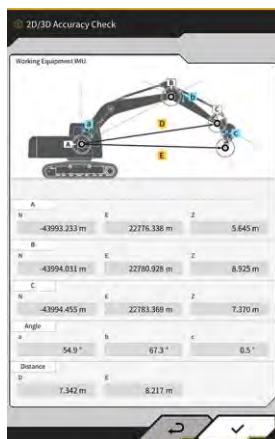 2D/3D Accuracy Check
Working Equipment IMU
B
b
a
D
C
A
c
E
A
N E Z
-43993.233 m 22776.338 m 5.645 m
B
N E Z
-43994.031 m 22780.928 m 8.925 m
C
N E Z
-43994.455 m 22783.369 m 7.370 m
Angle
a b c
54.9 ° 67.3 ° 0.5 °
Distance
D E
7.342 m 8.217 m